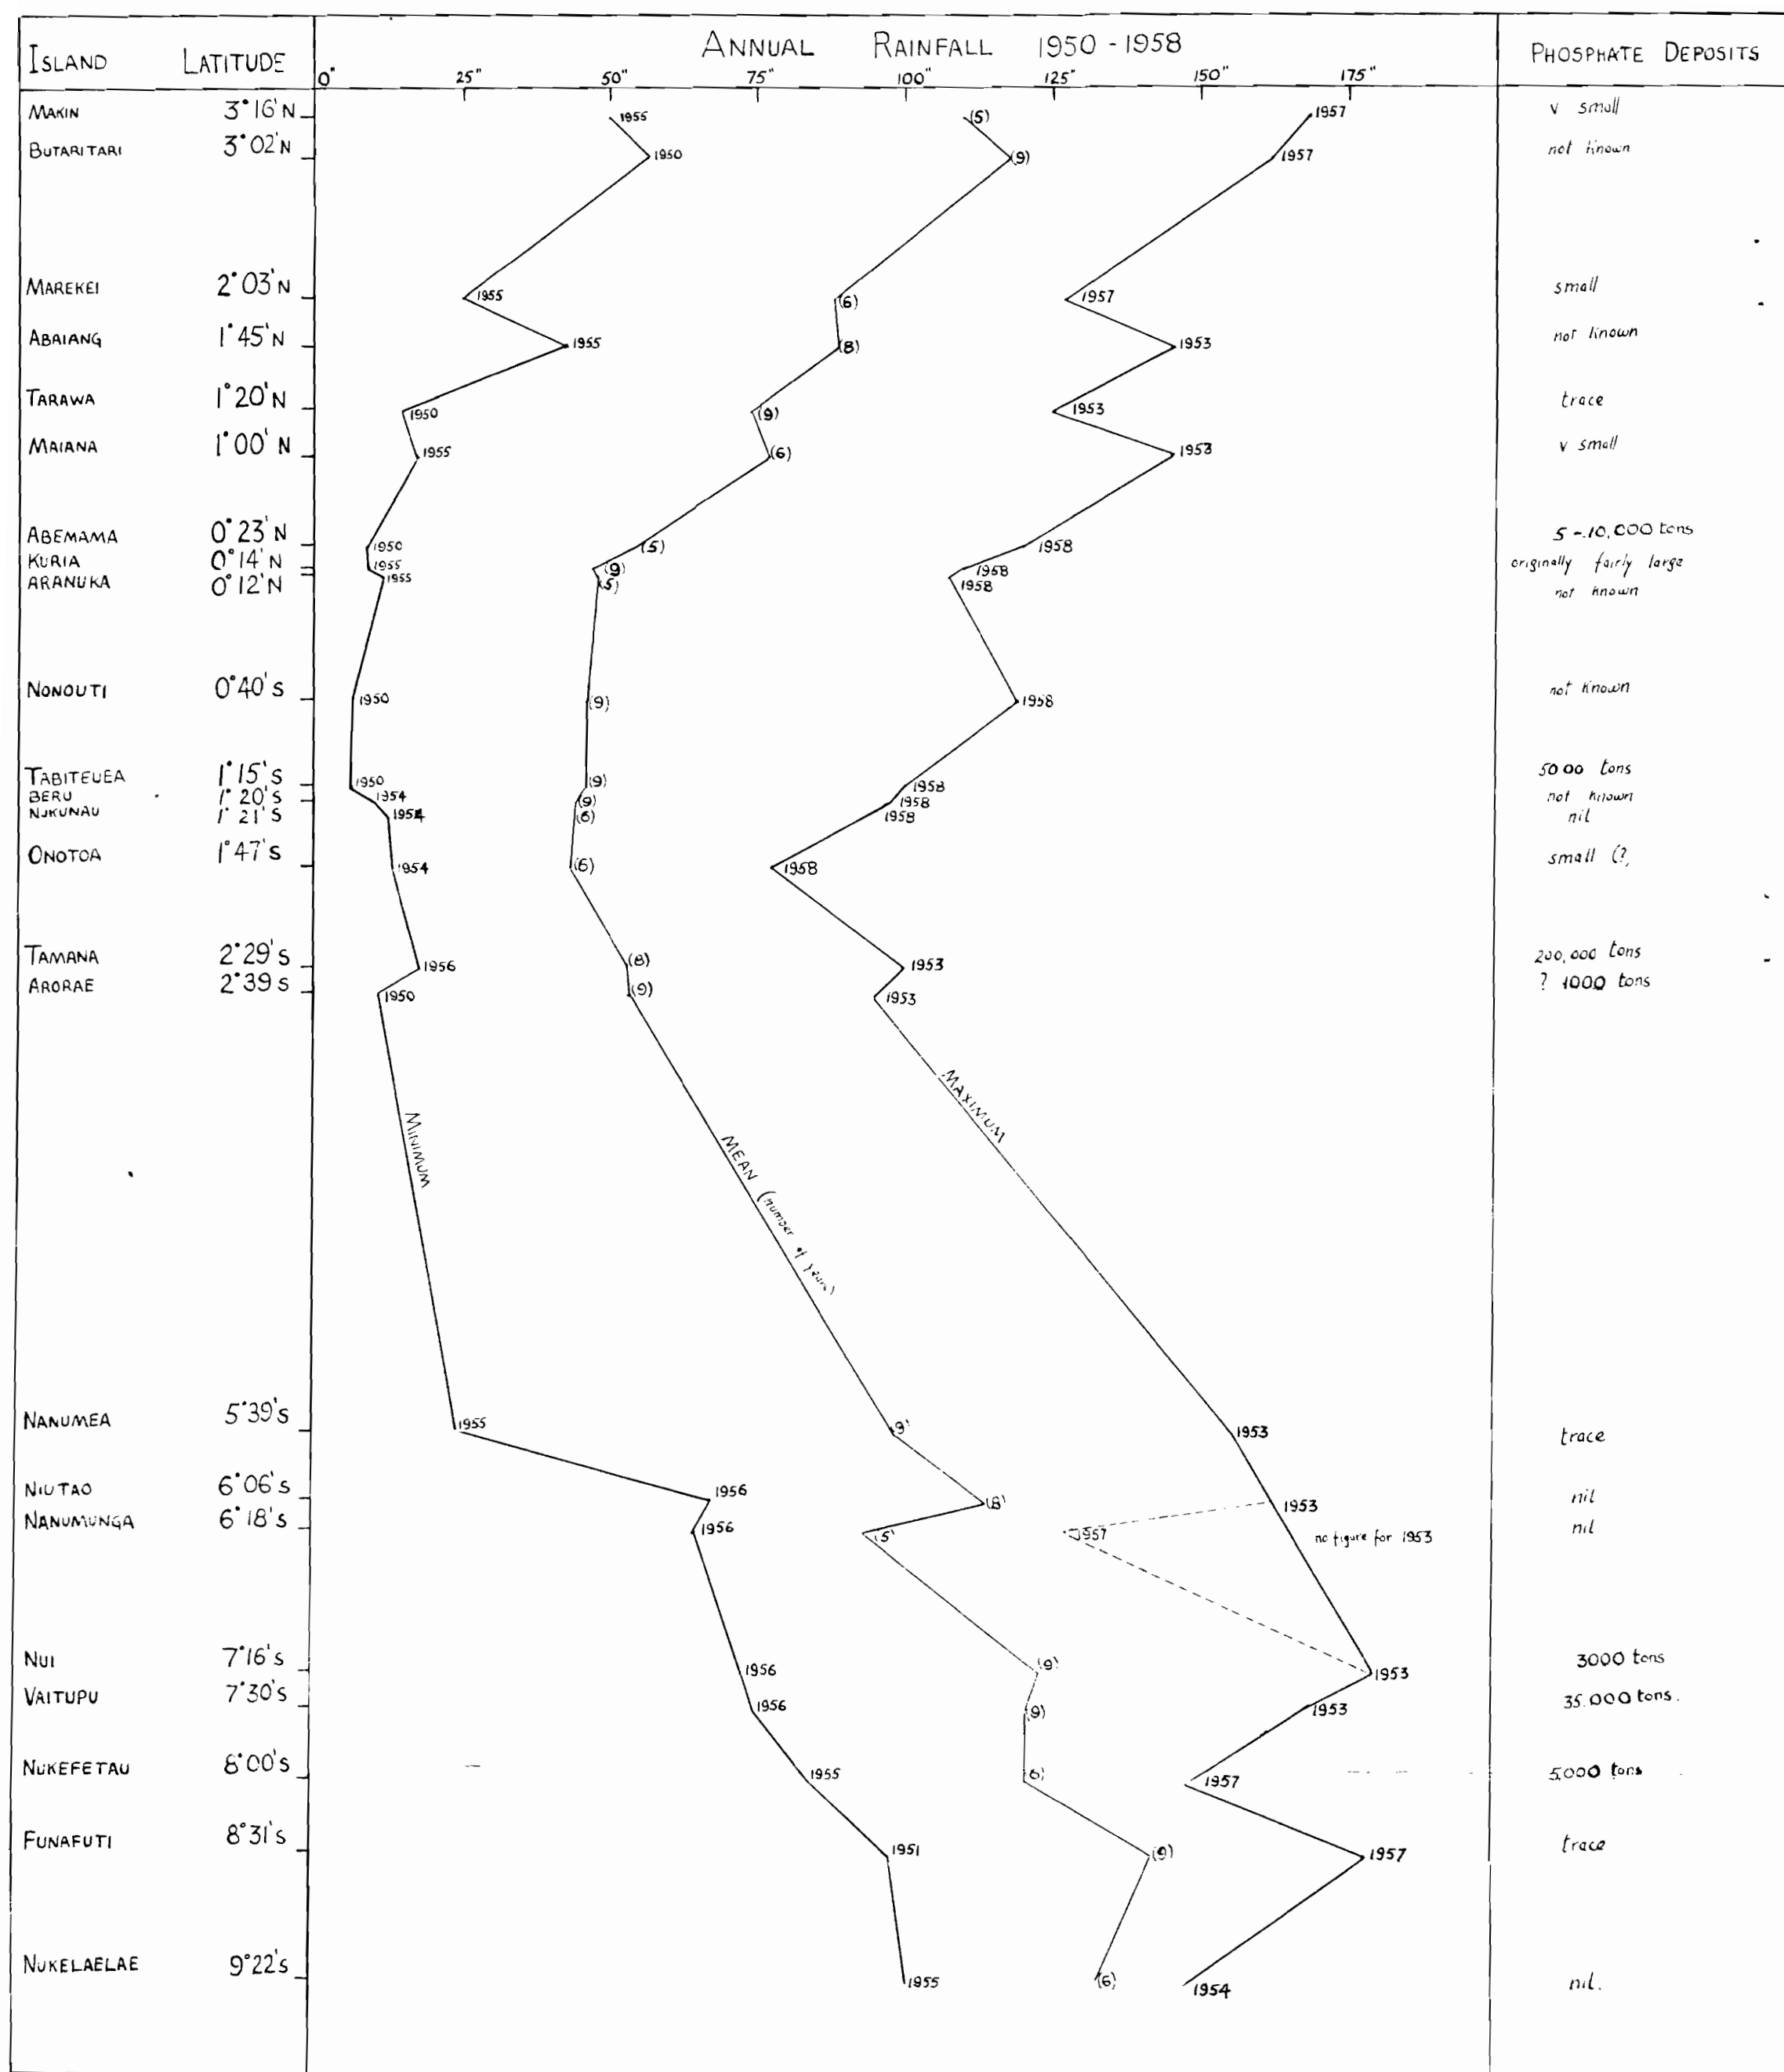 ISLAND LATITUDE ANNUAL RAINFALL 1950 - 1958 PHOSPHATE DEPOSITS
0" 25" 50" 75" 100" 125" 150" 175"
MAKIN 3°16'N 1955 (5) 1957 v small
BUTARITARI 3°02'N 1950 (9) 1957 not known
MAREKEI 2°03'N 1955 (6) 1957 small
ABAIANG 1°45'N 1955 (8) 1953 not known
TARAWA 1°20'N 1950 (9) 1953 trace
MAIANA 1°00'N 1955 (6) 1953 v small
ABEMAMA 0°23'N 1950 (5) 1958 5-10,000 tons
KURIA 0°14'N 1955 (9) 1958 originally fairly large
ARANUKA 0°12'N 1955 (5) 1958 not known
NONOUTI 0°40'S 1950 (9) 1958 not known
TABITEUEA 1°15'S 1950 (9) 1958 5000 tons
BERU 1°20'S 1954 (9) 1958 not known
NUKUNAU 1°21'S 1954 (6) 1958 nil
ONOTOA 1°47'S 1954 (6) 1958 small (?)
TAMANA 2°29'S 1956 (8) 1953 200,000 tons
ARORAE 2°39'S 1950 (9) 1953 ? 1000 tons
MINIMUM
MEAN (number of years)
MAXIMUM
NANUMEA 5°39'S 1955 9' 1953 trace
NIUTAO 6°06'S 1956 (8) 1953 nil
NANUMUNGA 6°18'S 1956 (5' 1957 no figure for 1953 nil
NUI 7°16'S 1956 (9) 1953 3000 tons
VAITUPU 7°30'S 1956 (9) 1953 35.000 tons.
NUKEFETAU 8°00'S 1955 (6) 1957 5,000 tons
FUNAFUTI 8°31'S 1951 (9) 1957 trace
NUKELAELAE 9°22'S 1955 (6) 1954 nil.